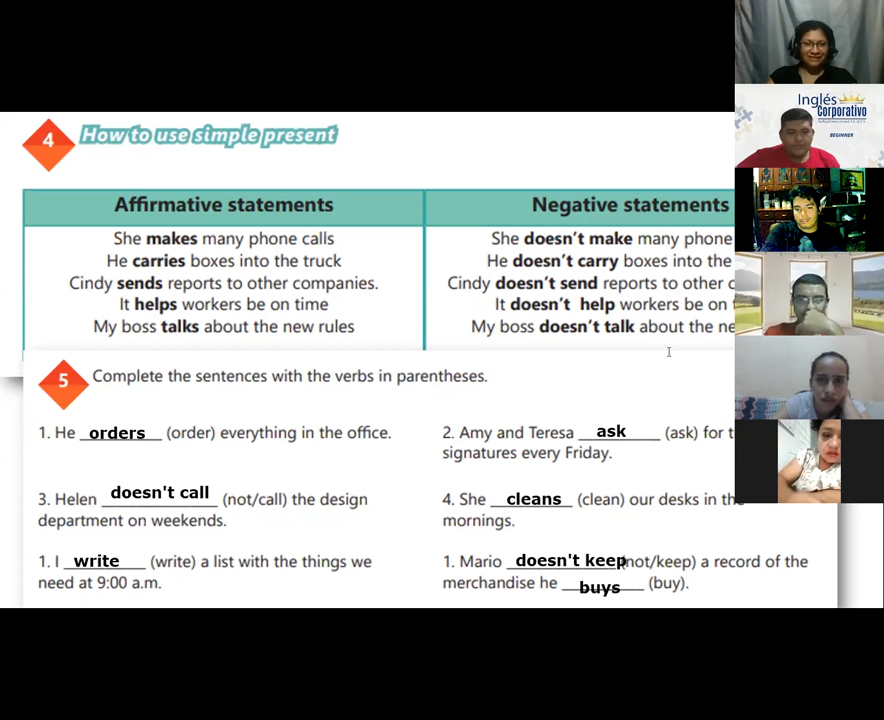 Inglés
Corporativo
BEGINNER
4 How to use simple present
Affirmative statements
She makes many phone calls
He carries boxes into the truck
Cindy sends reports to other companies.
It helps workers be on time
My boss talks about the new rules
Negative statements
She doesn't make many phone
He doesn't carry boxes into the
Cindy doesn't send reports to other
It doesn't help workers be on
My boss doesn't talk about the
5 Complete the sentences with the verbs in parentheses.
1. He orders (order) everything in the office.
2. Amy and Teresa ask (ask) for
signatures every Friday.
3. Helen doesn't call (not/call) the design
department on weekends.
4. She cleans (clean) our desks in the
mornings.
1. I write (write) a list with the things we
need at 9:00 a.m.
1. Mario doesn't keep (not/keep) a record of the
merchandise he buys (buy).